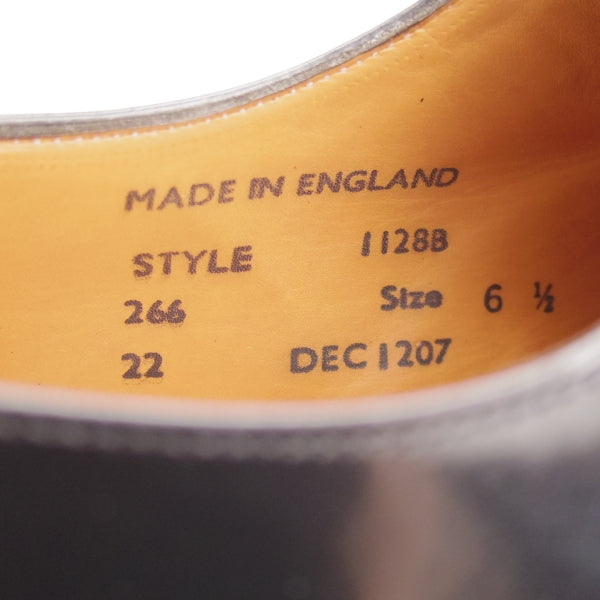 MADE IN ENGLAND
STYLE 11288
266 Size 6 ½
22 DEC1207